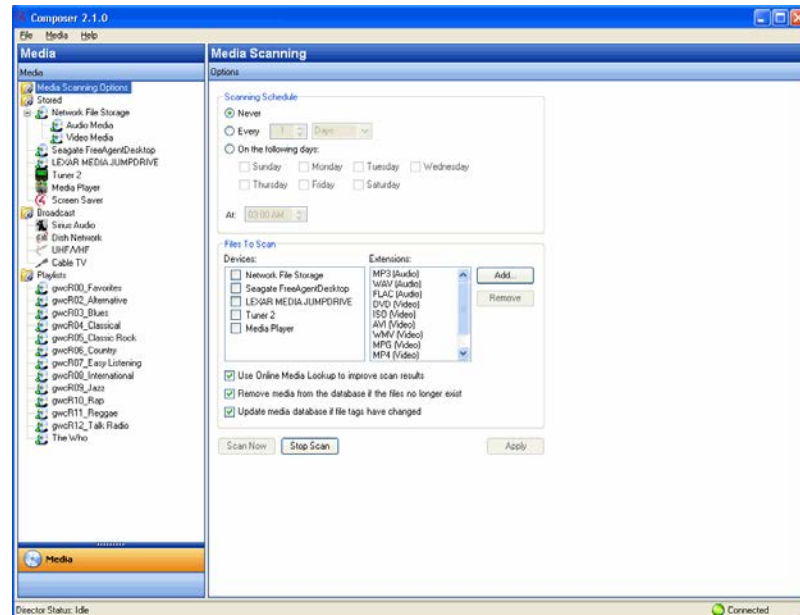 Composer 2.1.0
File Media Help
Media
Media
Media Scanning Options
Stored
Network File Storage
Audio Media
Video Media
Seagate FreeAgentDesktop
LEXAR MEDIA JUMPDRIVE
Tuner 2
Media Player
Screen Saver
Broadcast
Sirius Audio
Dish Network
UHF/VHF
Cable TV
Playlists
gwcR00_Favorites
gwcR02_Alternative
gwcR03_Blues
gwcR04_Classical
gwcR05_Classic Rock
gwcR06_Country
gwcR07_Easy Listening
gwcR08_International
gwcR09_Jazz
gwcR10_Rap
gwcR11_Reggae
gwcR12_Talk Radio
The Who
Media
Media Scanning
Options
Scanning Schedule
Never
Every 1 Days
On the following days:
Sunday Monday Tuesday Wednesday
Thursday Friday Saturday
At: 03:00 AM
Files To Scan
Devices:
Network File Storage
Seagate FreeAgentDesktop
LEXAR MEDIA JUMPDRIVE
Tuner 2
Media Player
Extensions:
MP3 (Audio)
WAV (Audio)
FLAC (Audio)
DVD (Video)
ISO (Video)
AVI (Video)
WMV (Video)
MPG (Video)
MP4 (Video)
Add...
Remove
Use Online Media Lookup to improve scan results
Remove media from the database if the files no longer exist
Update media database if file tags have changed
Scan Now Stop Scan Apply
Director Status: Idle Connected